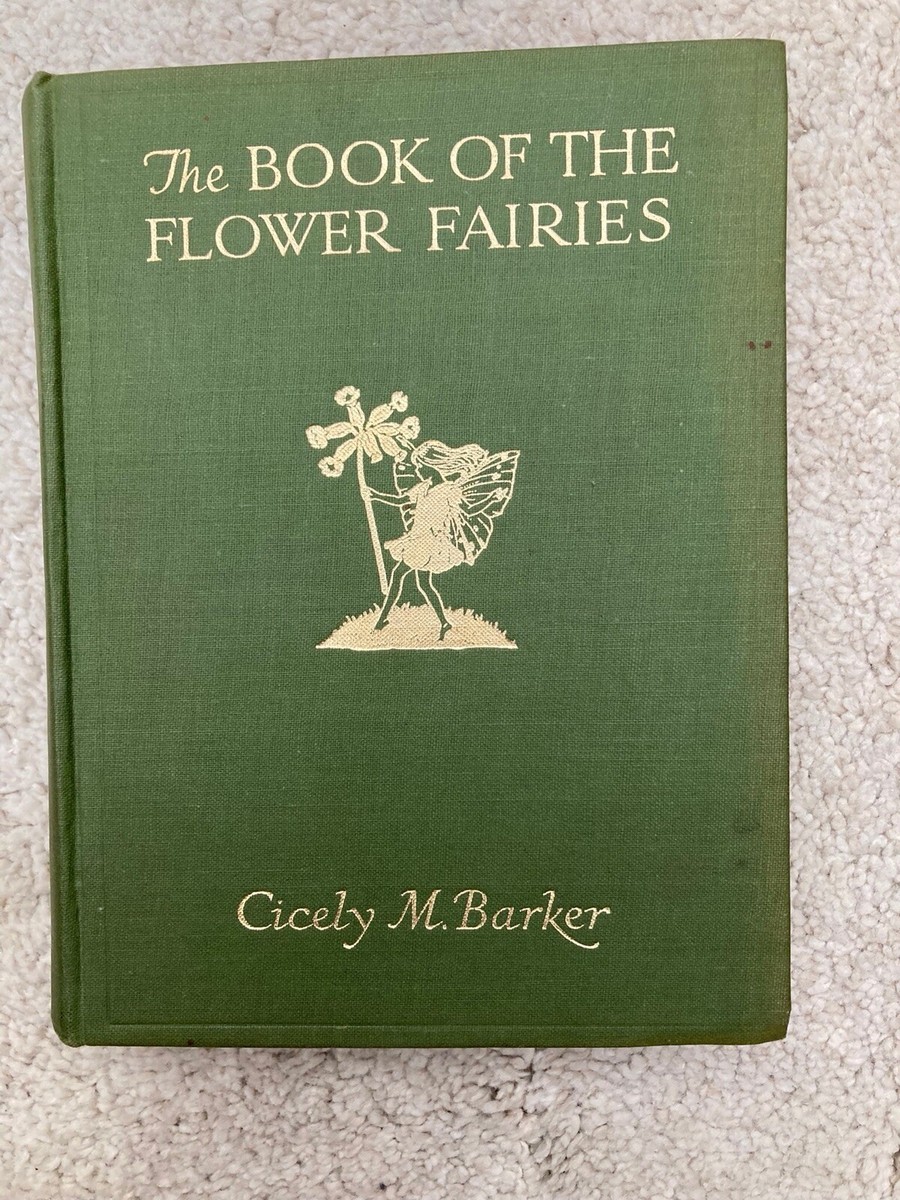 The BOOK OF THE
FLOWER FAIRIES
Cicely M. Barker